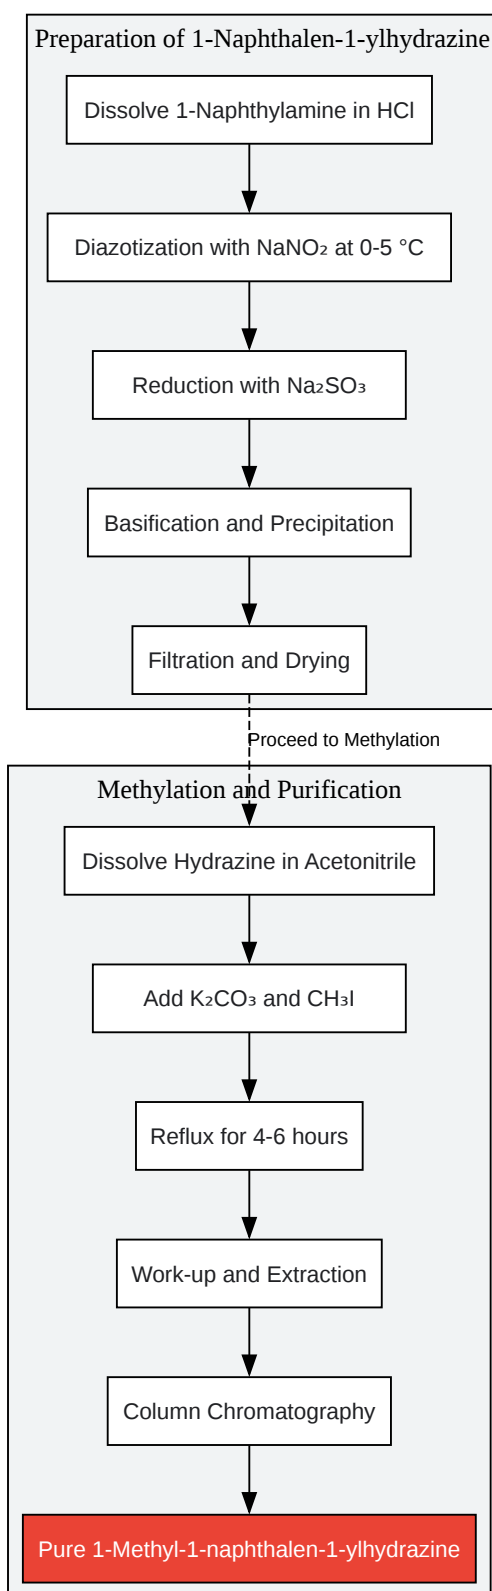 Preparation of 1-Naphthalen-1-ylhydrazine
Dissolve 1-Naphthylamine in HCl
Diazotization with NaNO₂ at 0-5 °C
Reduction with Na₂SO₃
Basification and Precipitation
Filtration and Drying
Proceed to Methylation
Methylation and Purification
Dissolve Hydrazine in Acetonitrile
Add K₂CO₃ and CH₃I
Reflux for 4-6 hours
Work-up and Extraction
Column Chromatography
Pure 1-Methyl-1-naphthalen-1-ylhydrazine